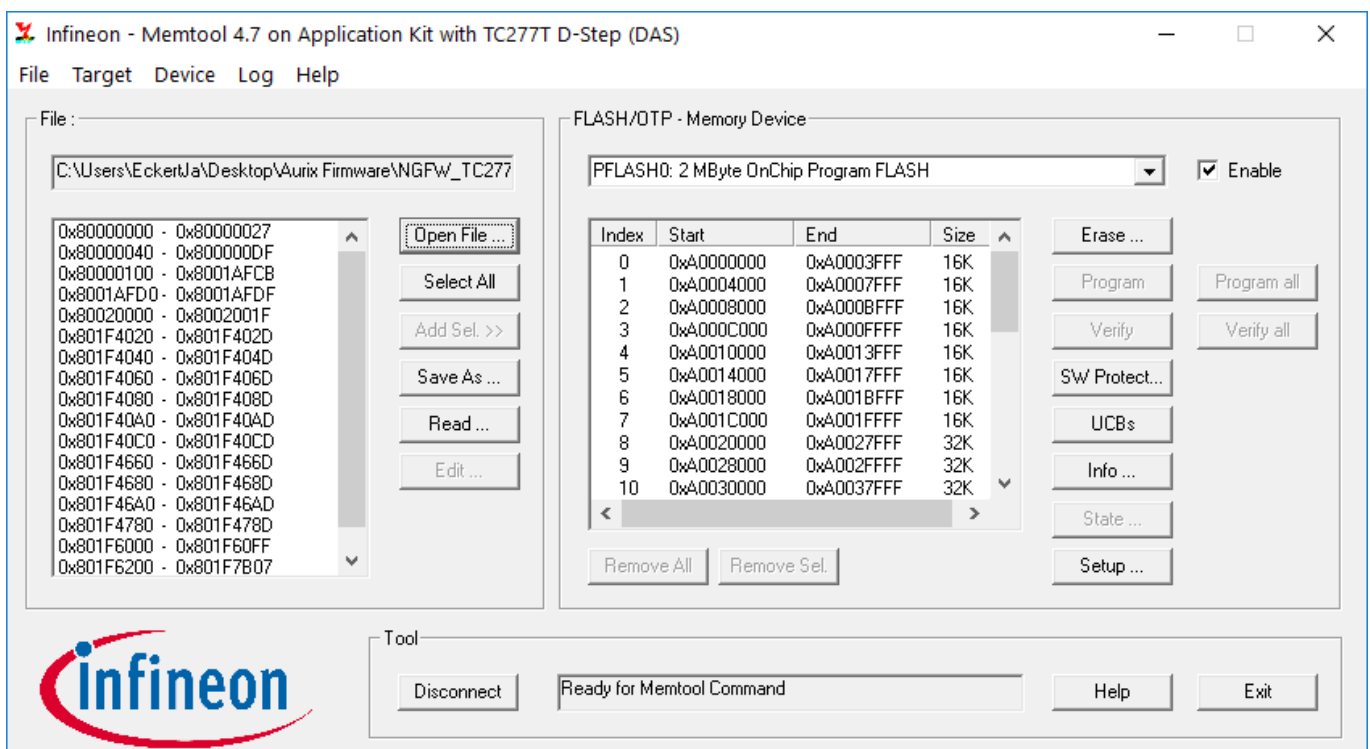 Infineon - Memtool 4.7 on Application Kit with TC277T D-Step (DAS)
File Target Device Log Help
File :
C:\Users\EckertJa\Desktop\Aurix Firmware\NGFW_TC277
0x80000000 - 0x80000027
0x80000040 - 0x800000DF
0x80000100 - 0x8001AFCB
0x8001AFD0 - 0x8001AFDF
0x80020000 - 0x8002001F
0x801F4020 - 0x801F402D
0x801F4040 - 0x801F404D
0x801F4060 - 0x801F406D
0x801F4080 - 0x801F408D
0x801F40A0 - 0x801F40AD
0x801F40C0 - 0x801F40CD
0x801F4660 - 0x801F466D
0x801F4680 - 0x801F468D
0x801F46A0 - 0x801F46AD
0x801F4780 - 0x801F478D
0x801F6000 - 0x801F60FF
0x801F6200 - 0x801F7B07
Open File ...
Select All
Add Sel. >>
Save As ...
Read ...
Edit ...
FLASH/OTP - Memory Device
PFLASH0: 2 MByte OnChip Program FLASH
Enable
Index Start End Size
0 0xA0000000 0xA0003FFF 16K
1 0xA0004000 0xA0007FFF 16K
2 0xA0008000 0xA000BFFF 16K
3 0xA000C000 0xA000FFFF 16K
4 0xA0010000 0xA0013FFF 16K
5 0xA0014000 0xA0017FFF 16K
6 0xA0018000 0xA001BFFF 16K
7 0xA001C000 0xA001FFFF 16K
8 0xA0020000 0xA0027FFF 32K
9 0xA0028000 0xA002FFFF 32K
10 0xA0030000 0xA0037FFF 32K
Remove All
Remove Sel.
Erase ...
Program
Program all
Verify
Verify all
SW Protect...
UCBs
Info ...
State ...
Setup ...
infineon
Tool
Disconnect
Ready for Memtool Command
Help
Exit